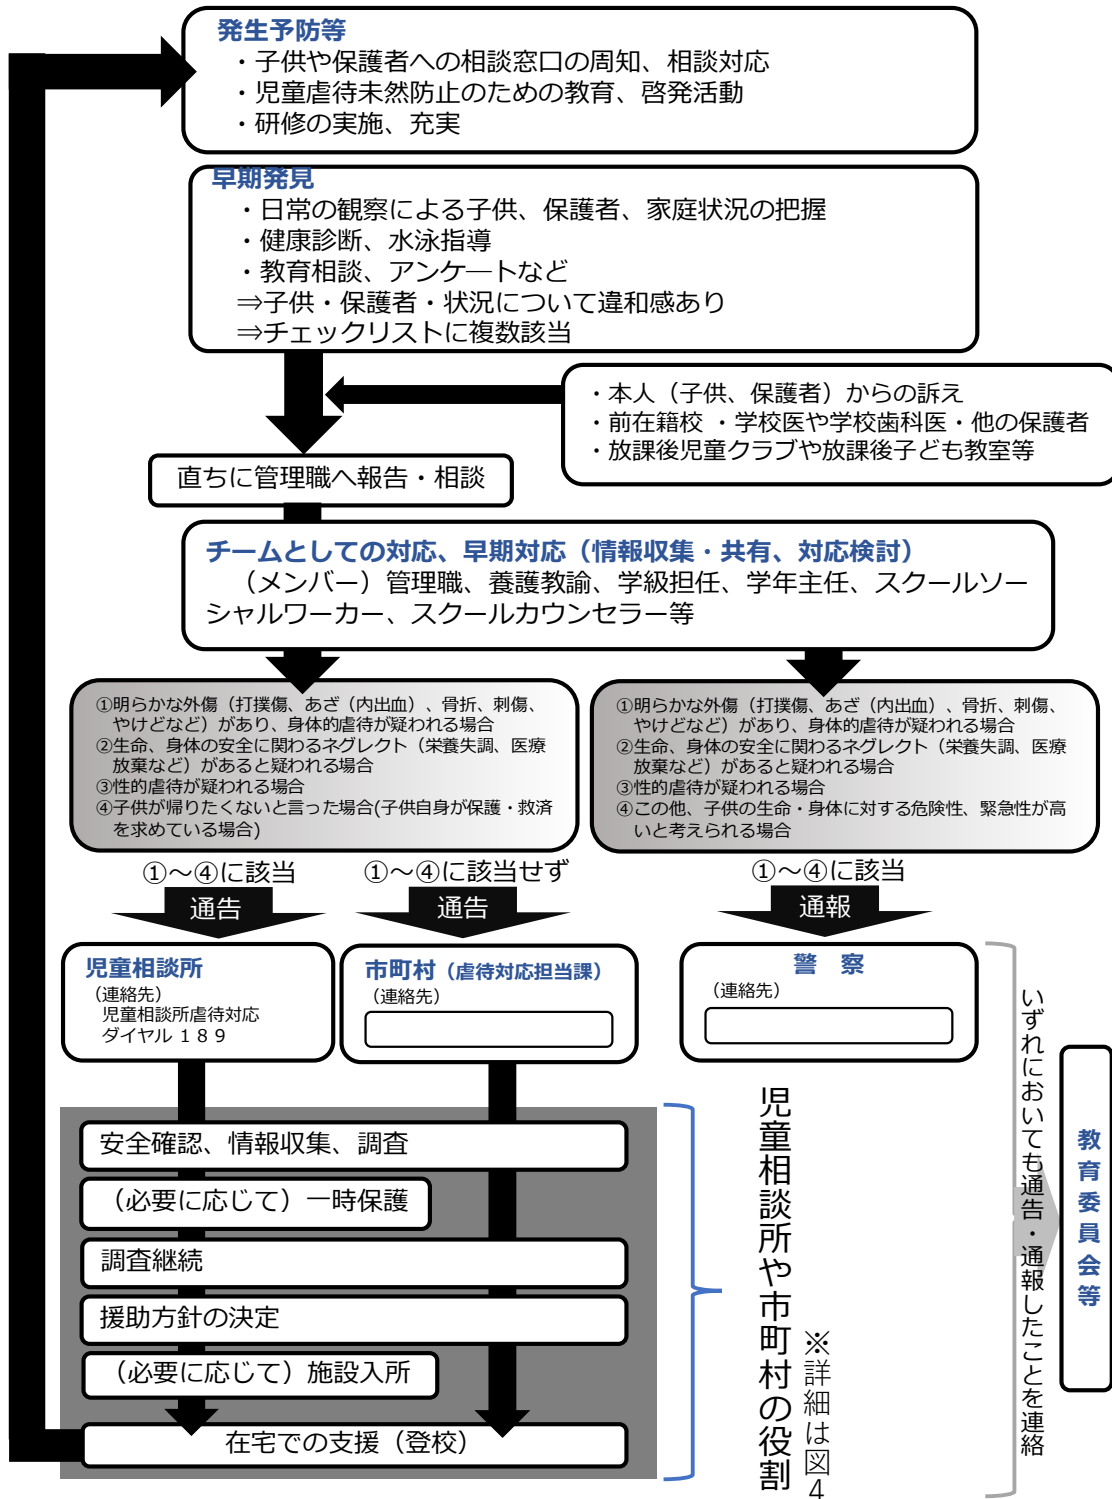 発生予防等
・子供や保護者への相談窓口の周知、相談対応
・児童虐待未然防止のための教育、啓発活動
・研修の実施、充実
早期発見
・日常の観察による子供、保護者、家庭状況の把握
・健康診断、水泳指導
・教育相談、アンケ―トなど
⇒子供・保護者・状況について違和感あり
⇒チェックリストに複数該当
・本人（子供、保護者）からの訴え
・前在籍校 ・学校医や学校歯科医・他の保護者
・放課後児童クラブや放課後子ども教室等
直ちに管理職へ報告・相談
チームとしての対応、早期対応（情報収集・共有、対応検討）
（メンバー）管理職、養護教諭、学級担任、学年主任、スクールソー
シャルワーカー、スクールカウンセラー等
①明らかな外傷（打撲傷、あざ（内出血）、骨折、刺傷、
やけどなど）があり、身体的虐待が疑われる場合
②生命、身体の安全に関わるネグレクト（栄養失調、医療
放棄など）があると疑われる場合
③性的虐待が疑われる場合
④子供が帰りたくないと言った場合(子供自身が保護・救済
を求めている場合)
①明らかな外傷（打撲傷、あざ（内出血）、骨折、刺傷、
やけどなど）があり、身体的虐待が疑われる場合
②生命、身体の安全に関わるネグレクト（栄養失調、医療
放棄など）があると疑われる場合
③性的虐待が疑われる場合
④この他、子供の生命・身体に対する危険性、緊急性が高
いと考えられる場合
①～④に該当
①～④に該当せず
①～④に該当
通告
通告
通報
児童相談所
（連絡先）
児童相談所虐待対応
ダイヤル １８９
市町村（虐待対応担当課）
（連絡先）
警　察
（連絡先）
いずれにおいても通告・通報したことを連絡
教育委員会等
安全確認、情報収集、調査
（必要に応じて）一時保護
調査継続
援助方針の決定
（必要に応じて）施設入所
在宅での支援（登校）
児童相談所や市町村の役割
※詳細は図４